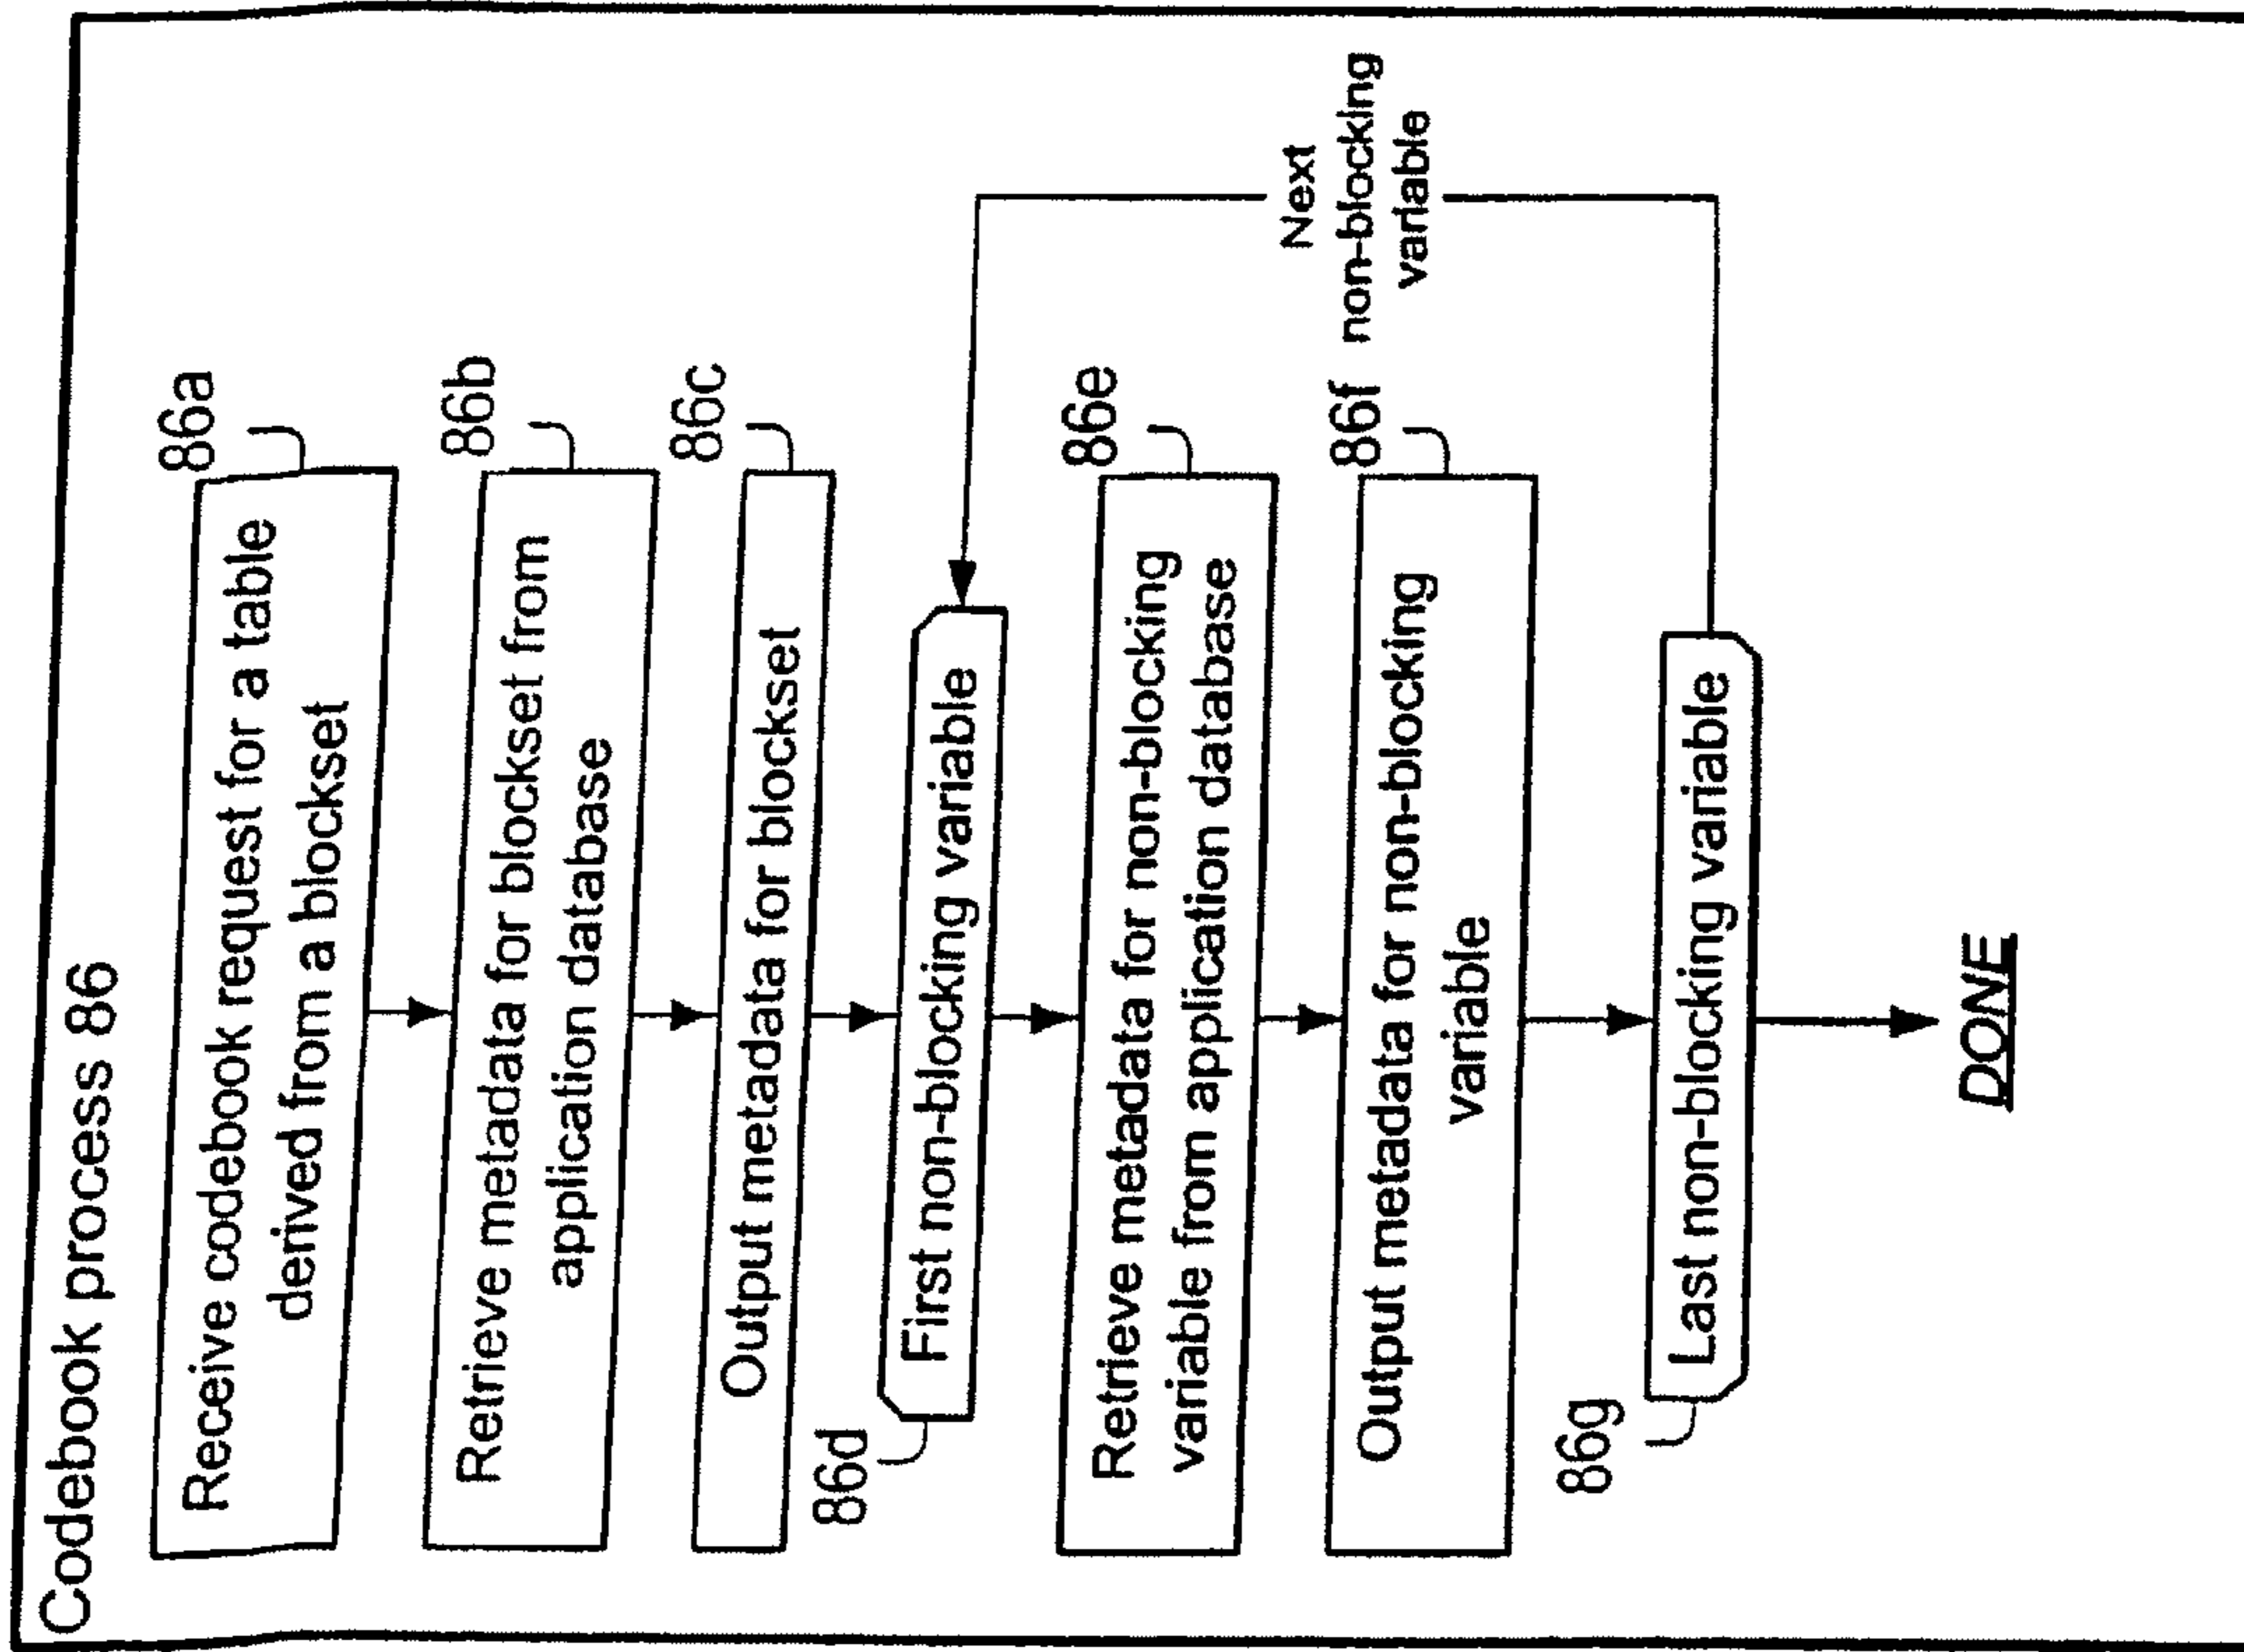 Codebook process 86
86a
Receive codebook request for a table
derived from a blockset
86b
Retrieve metadata for blockset from
application database
86c
Output metadata for blockset
86d
First non-blocking variable
86e
Retrieve metadata for non-blocking
variable from application database
86f
Output metadata for non-blocking
variable
Next
non-blocking
variable
86g
Last non-blocking variable
DONE